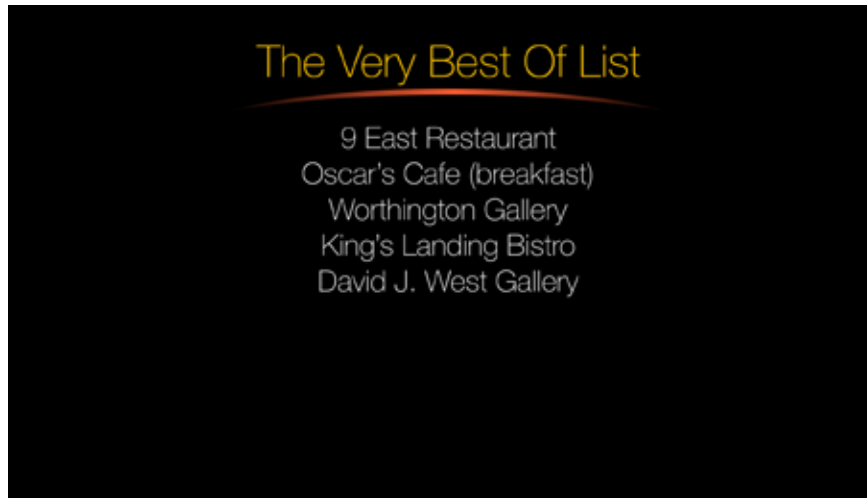 The Very Best Of List
9 East Restaurant
Oscar's Cafe (breakfast)
Worthington Gallery
King's Landing Bistro
David J. West Gallery